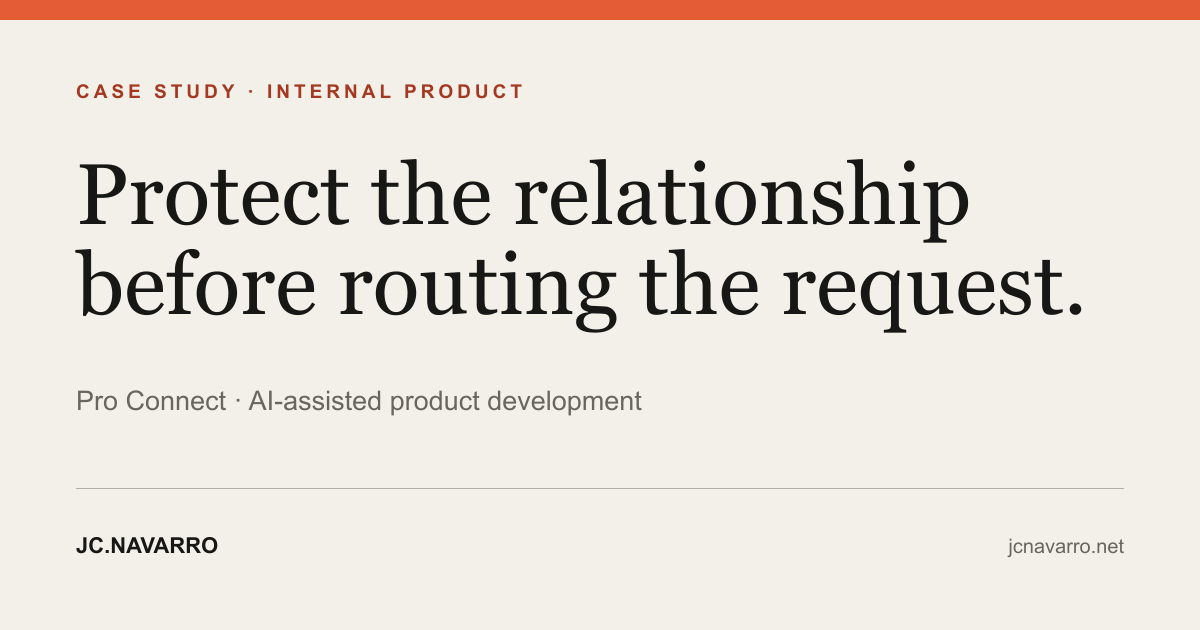 CASE STUDY · INTERNAL PRODUCT
Protect the relationship
before routing the request.
Pro Connect · AI-assisted product development
JC.NAVARRO
jcnavarro.net